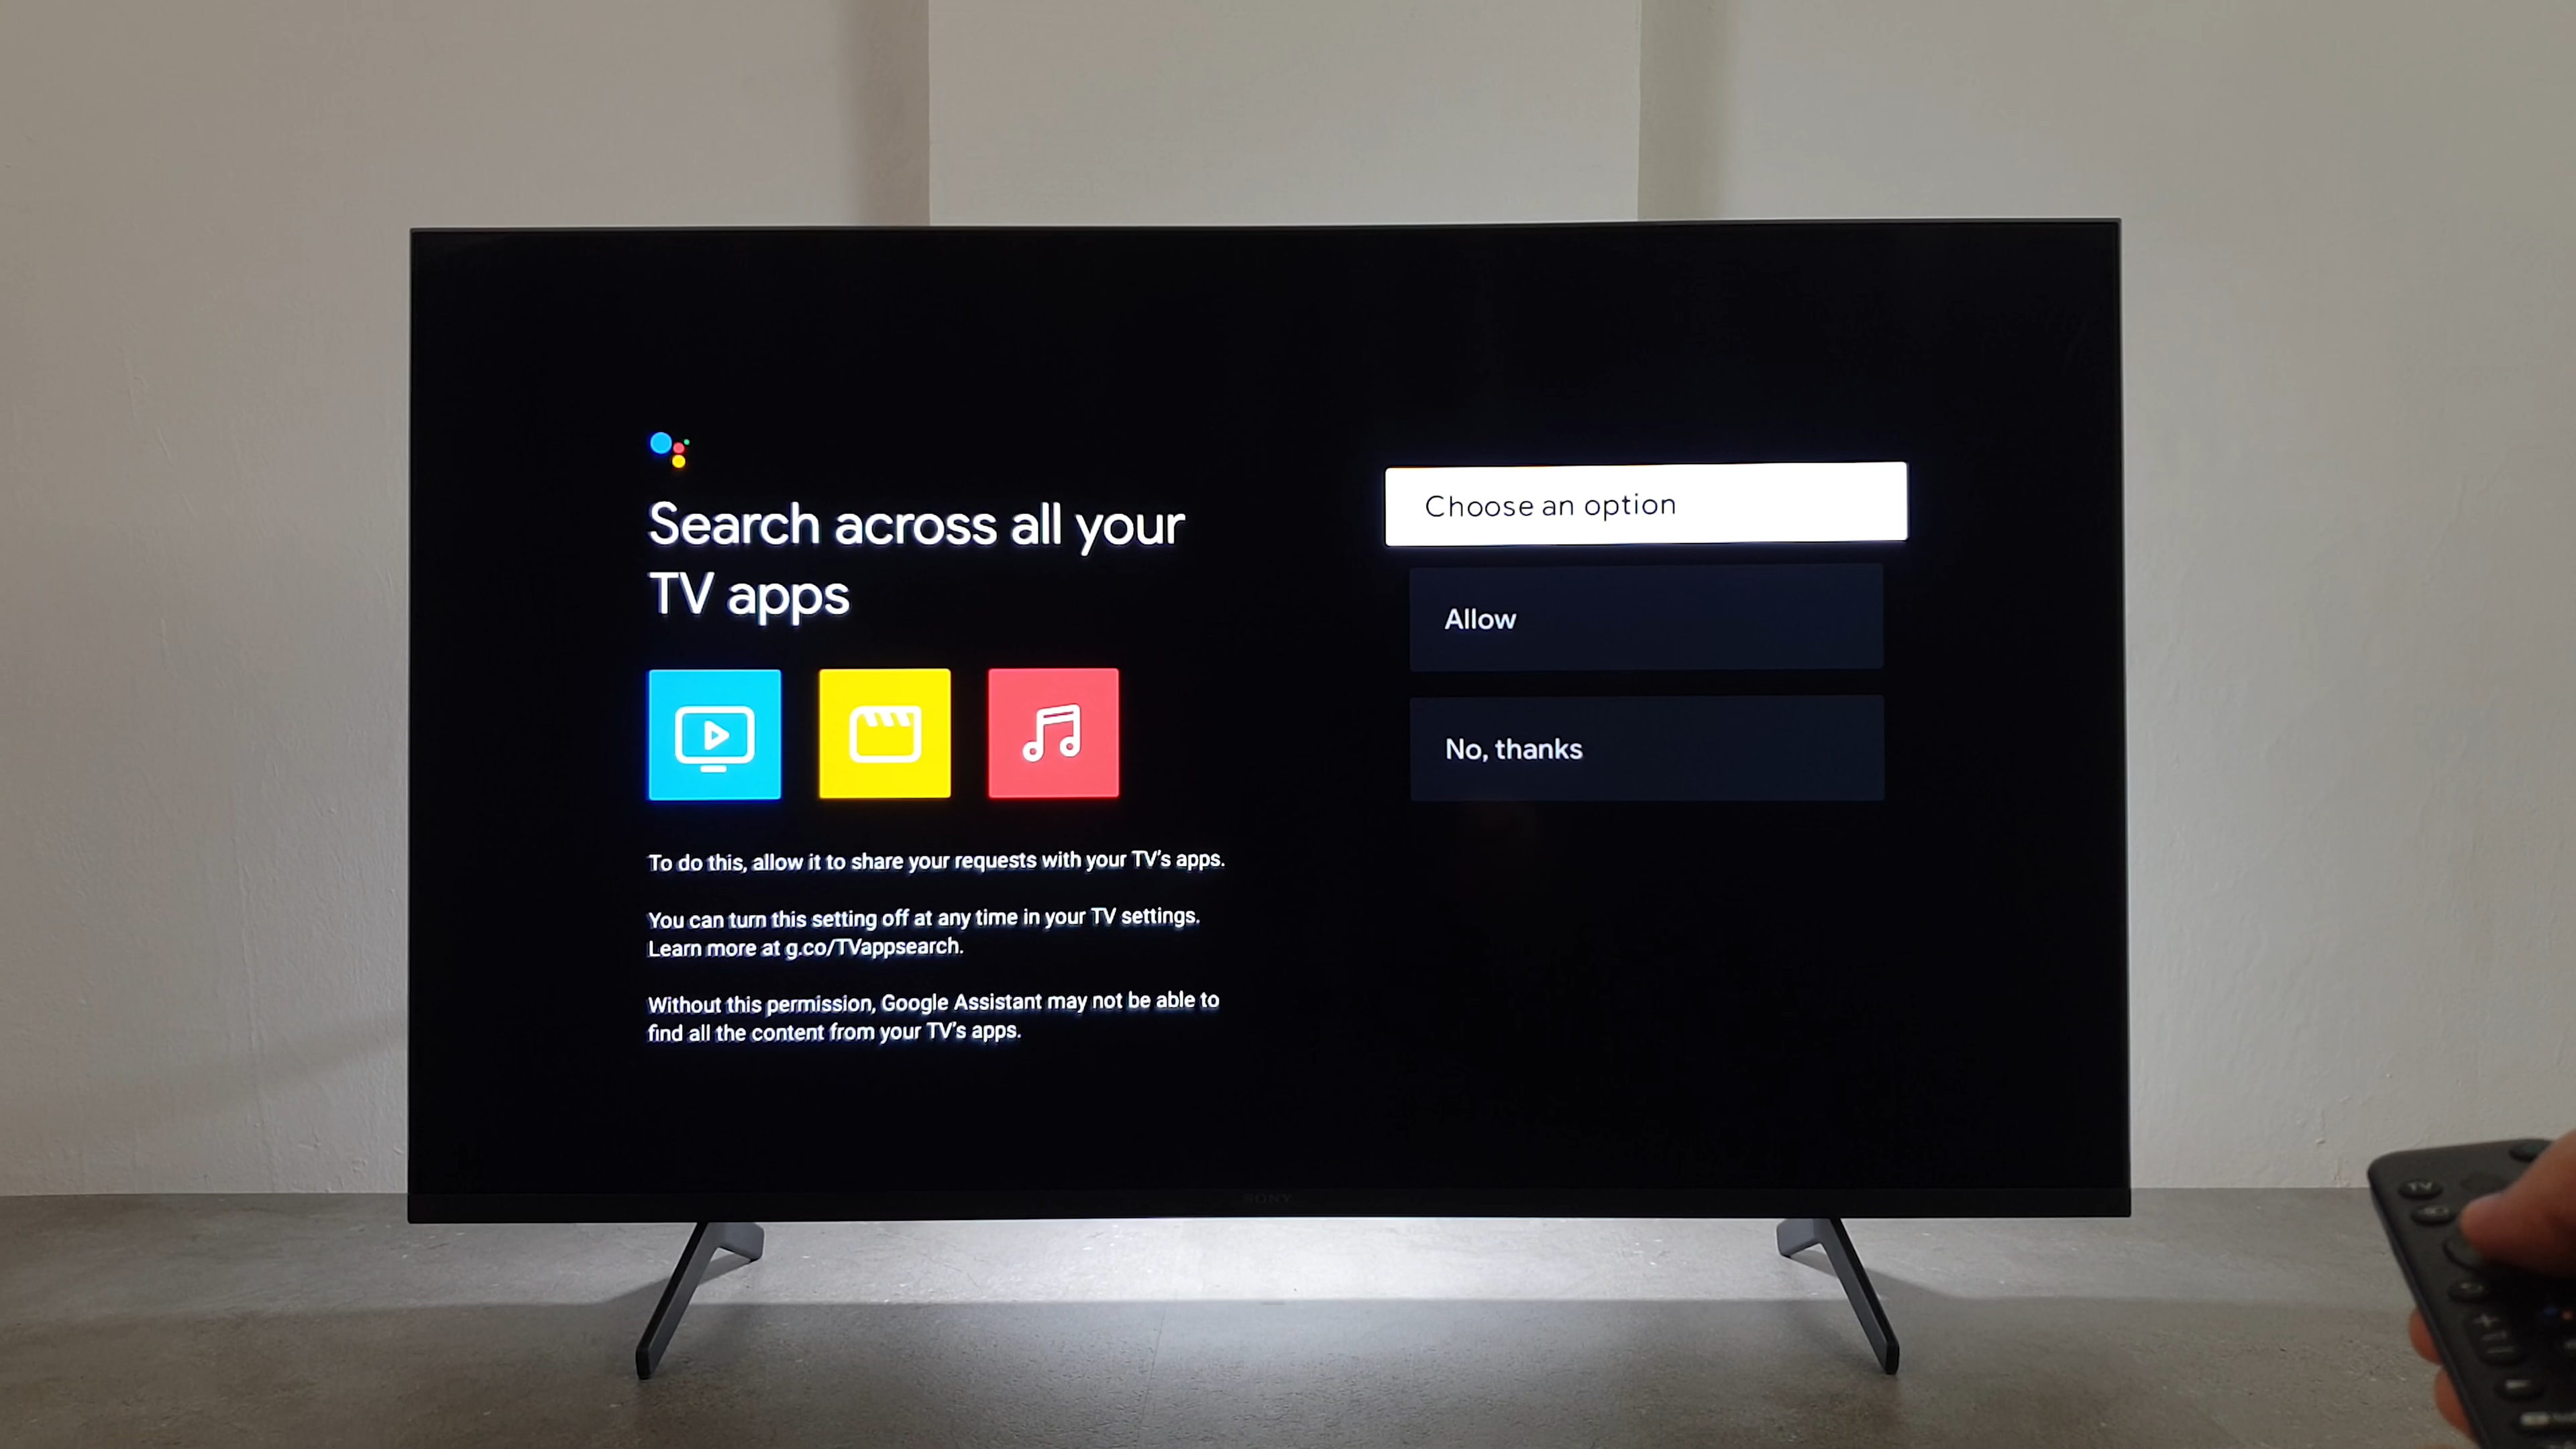 Search across all your
TV apps
To do this, allow it to share your requests with your TV's apps.
You can turn this setting off at any time in your TV settings.
Learn more at g.co/TVappsearch.
Without this permission, Google Assistant may not be able to
find all the content from your TV's apps.
Choose an option
Allow
No, thanks
SONY
TV